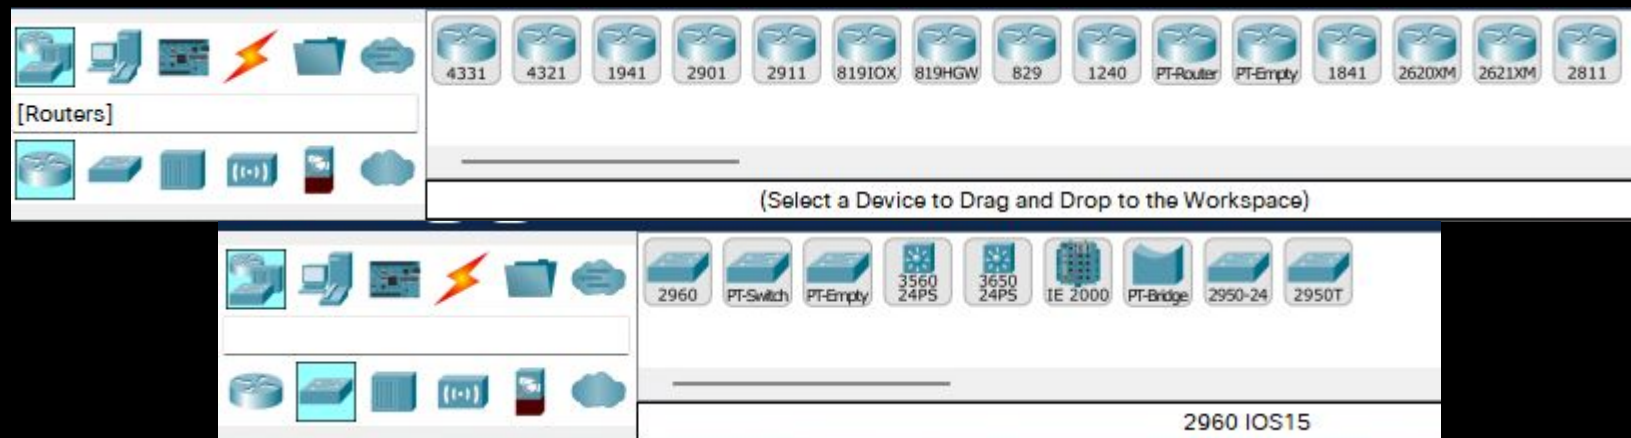 4331 4321 1941 2901 2911 819IOX 819HGW 829 1240 PT-Router PT-Empty 1841 2620XM 2621XM 2811
[Routers]
(Select a Device to Drag and Drop to the Workspace)
2960 PT-Switch PT-Empty 3560 24PS 3650 24PS IE 2000 PT-Bridge 2950-24 2950T
2960 IOS15